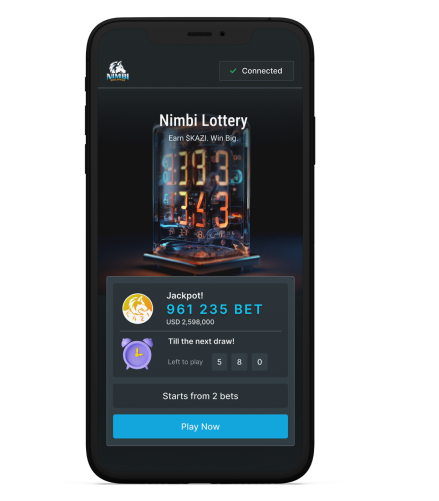 NIMBI
Connected
Nimbi Lottery
Earn $KAZI. Win Big.
Jackpot!
961 235 BET
USD 2,598,000
Till the next draw!
Left to play
5 8 0
Starts from 2 bets
Play Now